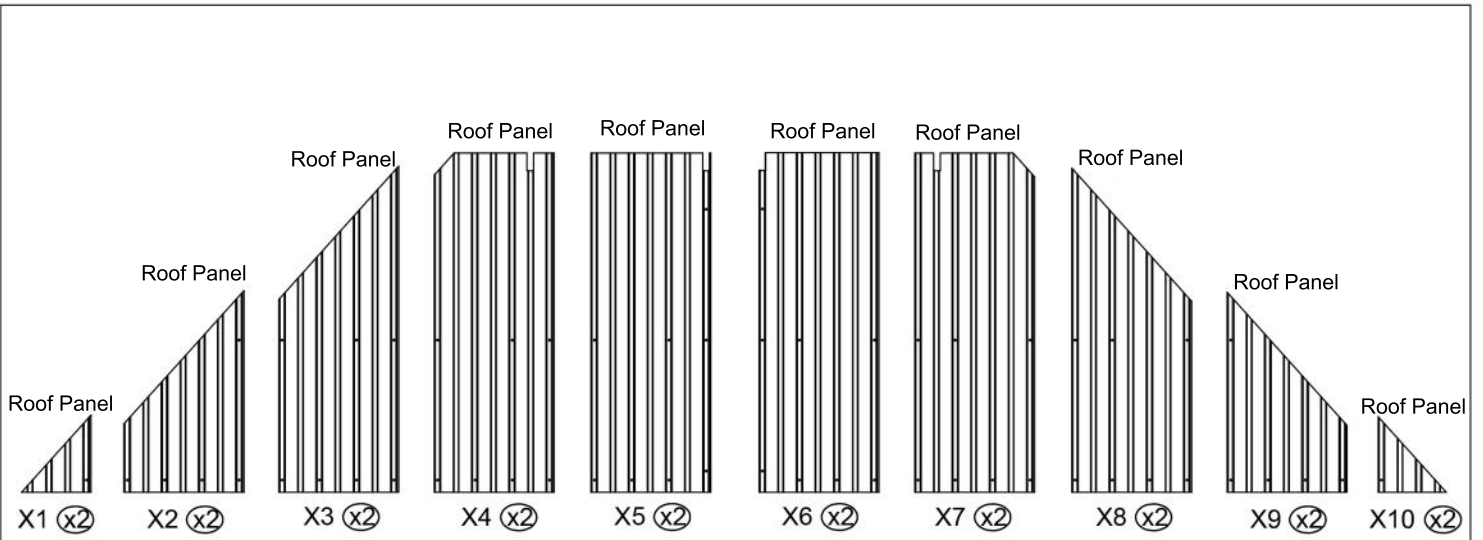 Roof Panel
Roof Panel
Roof Panel
Roof Panel
Roof Panel
Roof Panel
Roof Panel
Roof Panel
Roof Panel
Roof Panel
X1 x2
X2 x2
X3 x2
X4 x2
X5 x2
X6 x2
X7 x2
X8 x2
X9 x2
X10 x2